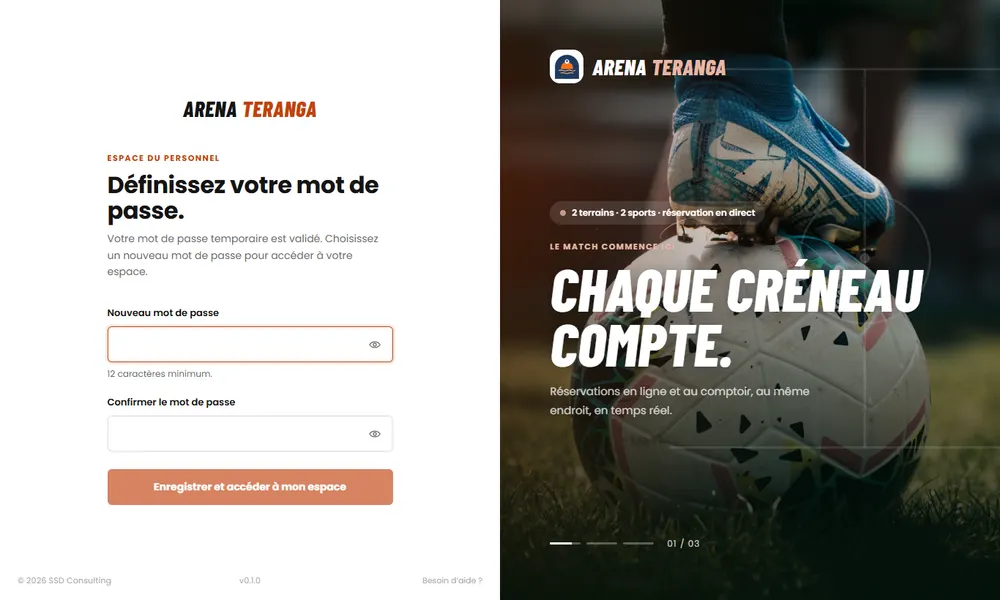 ARENA TERANGA
ESPACE DU PERSONNEL
Définissez votre mot de
passe.
Votre mot de passe temporaire est validé. Choisissez
un nouveau mot de passe pour accéder à votre
espace.
Nouveau mot de passe
12 caractères minimum.
Confirmer le mot de passe
Enregistrer et accéder à mon espace
© 2026 SSD Consulting
v0.1.0
Besoin d'aide ?
ARENA TERANGA
2 terrains · 2 sports · réservation en direct
LE MATCH COMMENCE ICI
CHAQUE CRÉNEAU
COMPTE.
Réservations en ligne et au comptoir, au même
endroit, en temps réel.
01 / 03